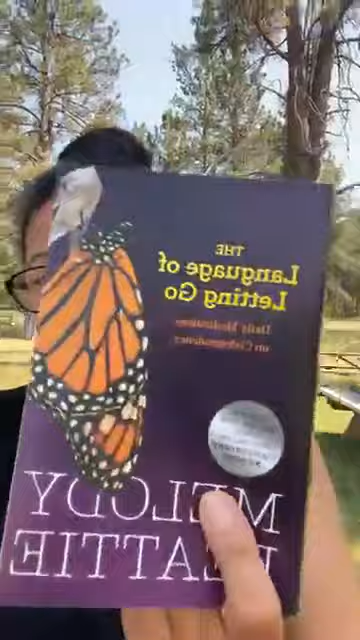 THE
Language of
Letting Go
Daily Meditations
on Codependency
MELODY
BEATTIE